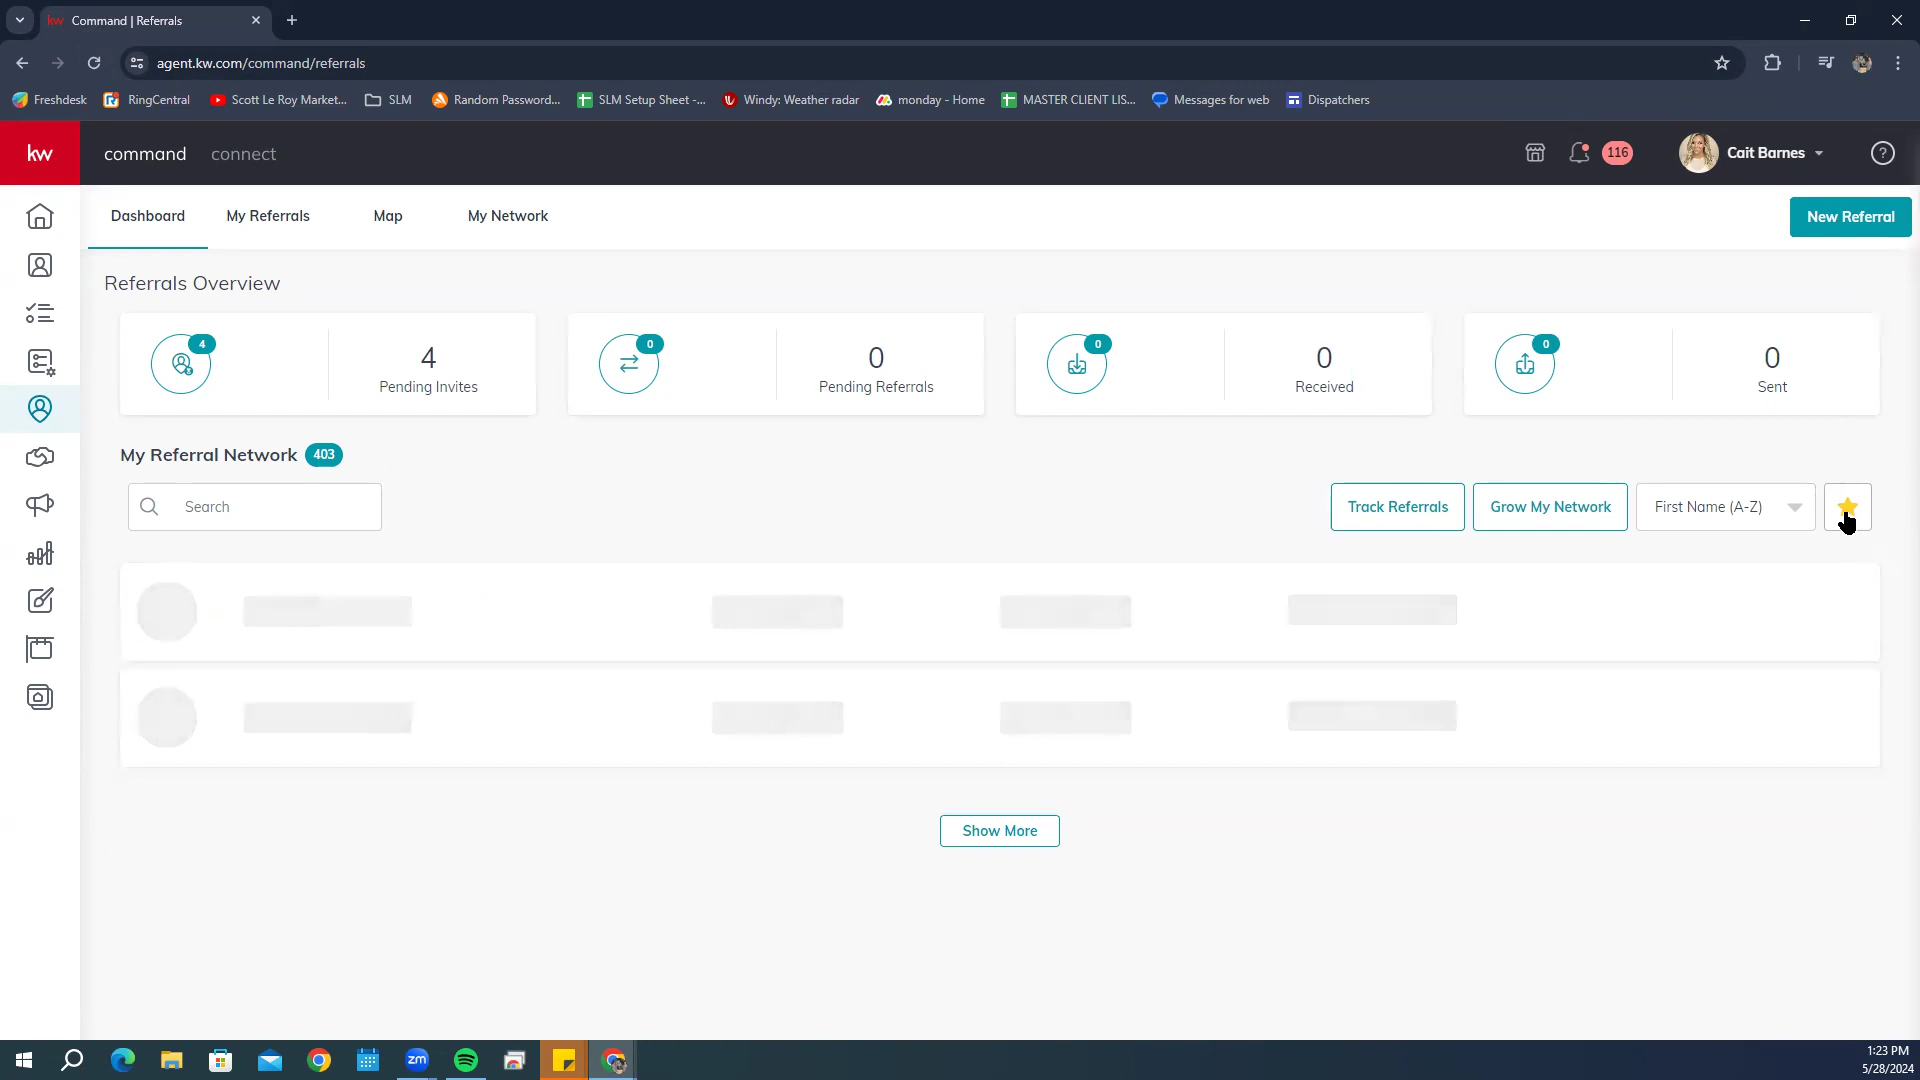 Command | Referrals
agent.kw.com/command/referrals
Freshdesk RingCentral Scott Le Roy Market... SLM Random Password... SLM Setup Sheet -... Windy: Weather radar monday - Home MASTER CLIENT LIS... Messages for web Dispatchers
kw command connect 116 Cait Barnes
Dashboard My Referrals Map My Network New Referral
Referrals Overview
4 4 Pending Invites
0 0 Pending Referrals
0 0 Received
0 0 Sent
My Referral Network 403
Search Track Referrals Grow My Network First Name (A-Z)
Show More
zm
1:23 PM
5/28/2024